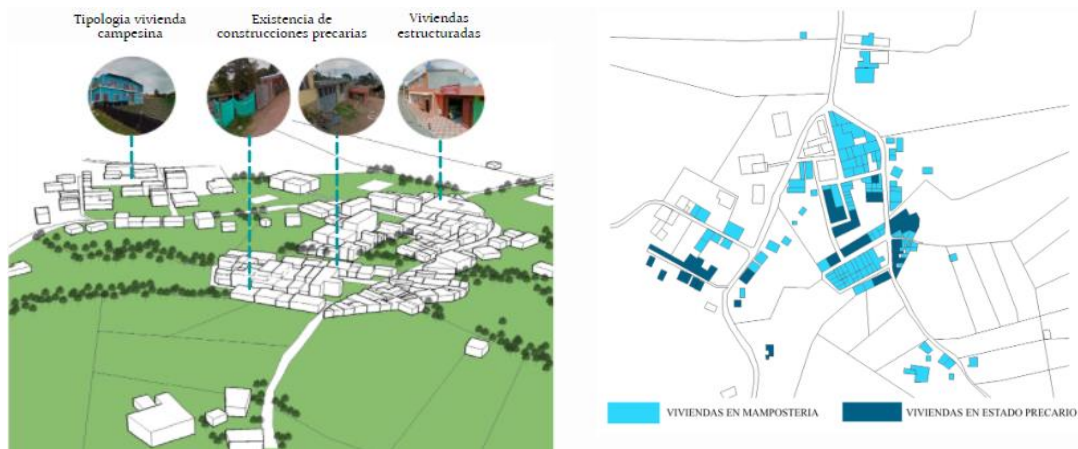 Tipologia vivienda
campesina
Existencia de
construcciones precarias
Viviendas
estructuradas
VIVIENDAS EN MAMPOSTERIA
VIVIENDAS EN ESTADO PRECARIO